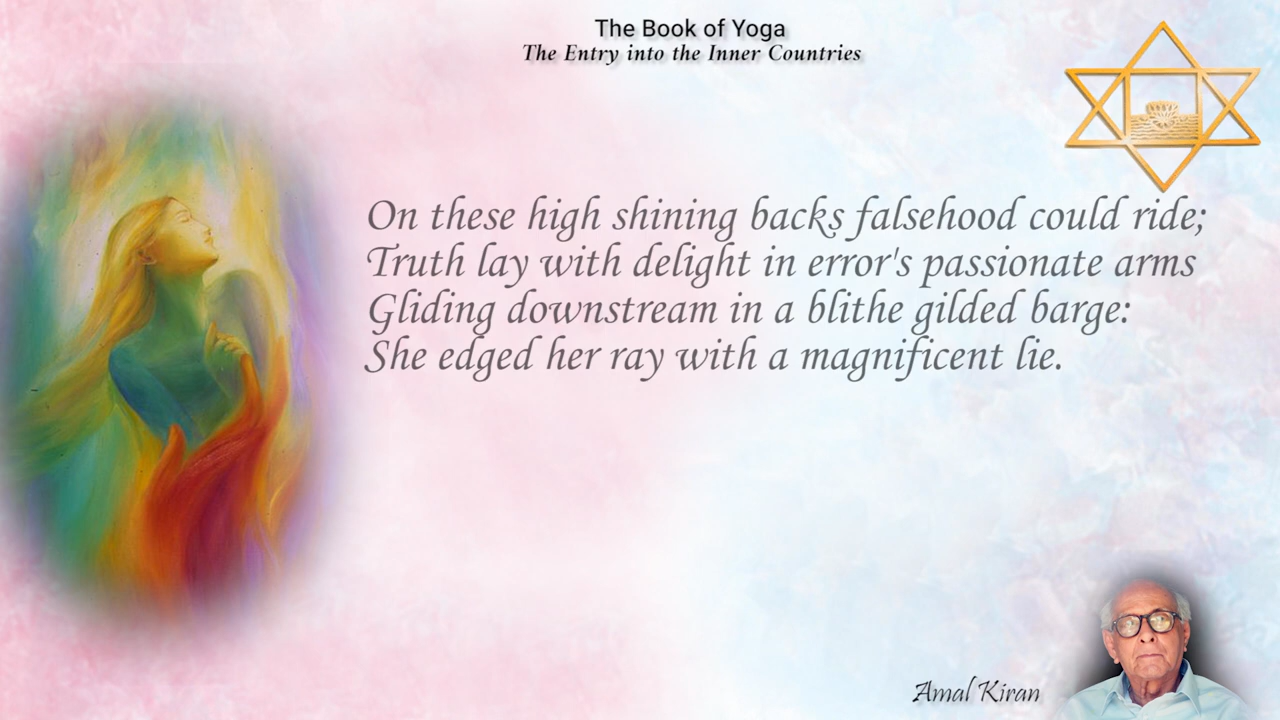 The Book of Yoga
The Entry into the Inner Countries
On these high shining backs falsehood could ride;
Truth lay with delight in error's passionate arms
Gliding downstream in a blithe gilded barge:
She edged her ray with a magnificent lie.
Amal Kiran